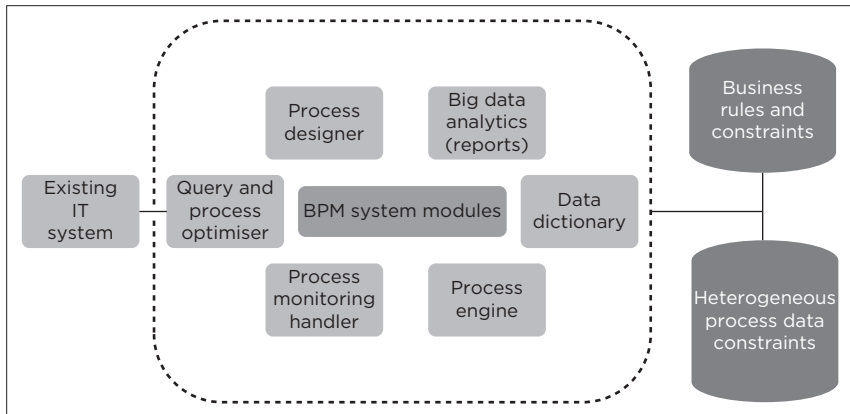 Process
designer
Big data
analytics
(reports)
Business
rules and
constraints
Existing
IT
system
Query and
process
optimiser
BPM system modules
Data
dictionary
Process
monitoring
handler
Process
engine
Heterogeneous
process data
constraints